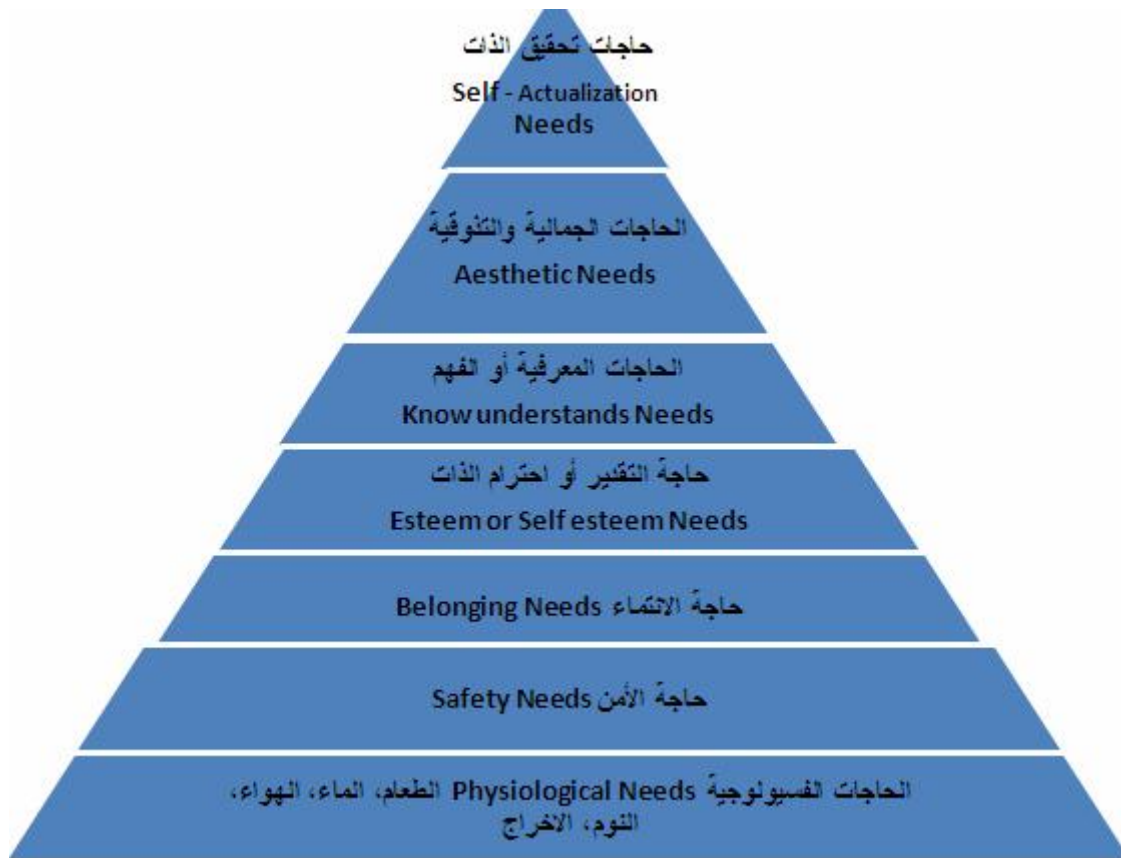 حاجات تحقيق الذات
Self - Actualization
Needs
الحاجات الجمالية والتذوقية
Aesthetic Needs
الحاجات المعرفية أو الفهم
Know understands Needs
حاجة التقدير أو احترام الذات
Esteem or Self esteem Needs
حاجة الانتماء Belonging Needs
حاجة الأمن Safety Needs
الحاجات الفسيولوجية Physiological Needs الطعام، الماء، الهواء،
النوم، الاخراج